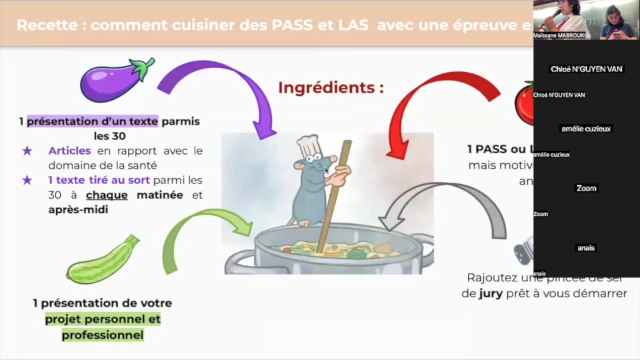 Recette : comment cuisiner des PASS et LAS avec une épreuve
Maïssane MABROUKI
Chloé N'GUYEN VAN
Chloé N'GUYEN VAN
amélie cuzieux
amélie cuzieux
Zoom
Zoom
anais
anais
Ingrédients :
1 présentation d'un texte parmis
les 30
★ Articles en rapport avec le
domaine de la santé
★ 1 texte tiré au sort parmi les
30 à chaque matinée et
après-midi
1 PASS ou
mais
Rajoutez une pincée de sel
de jury prêt à vous démarrer
1 présentation de votre
projet personnel et
professionnel